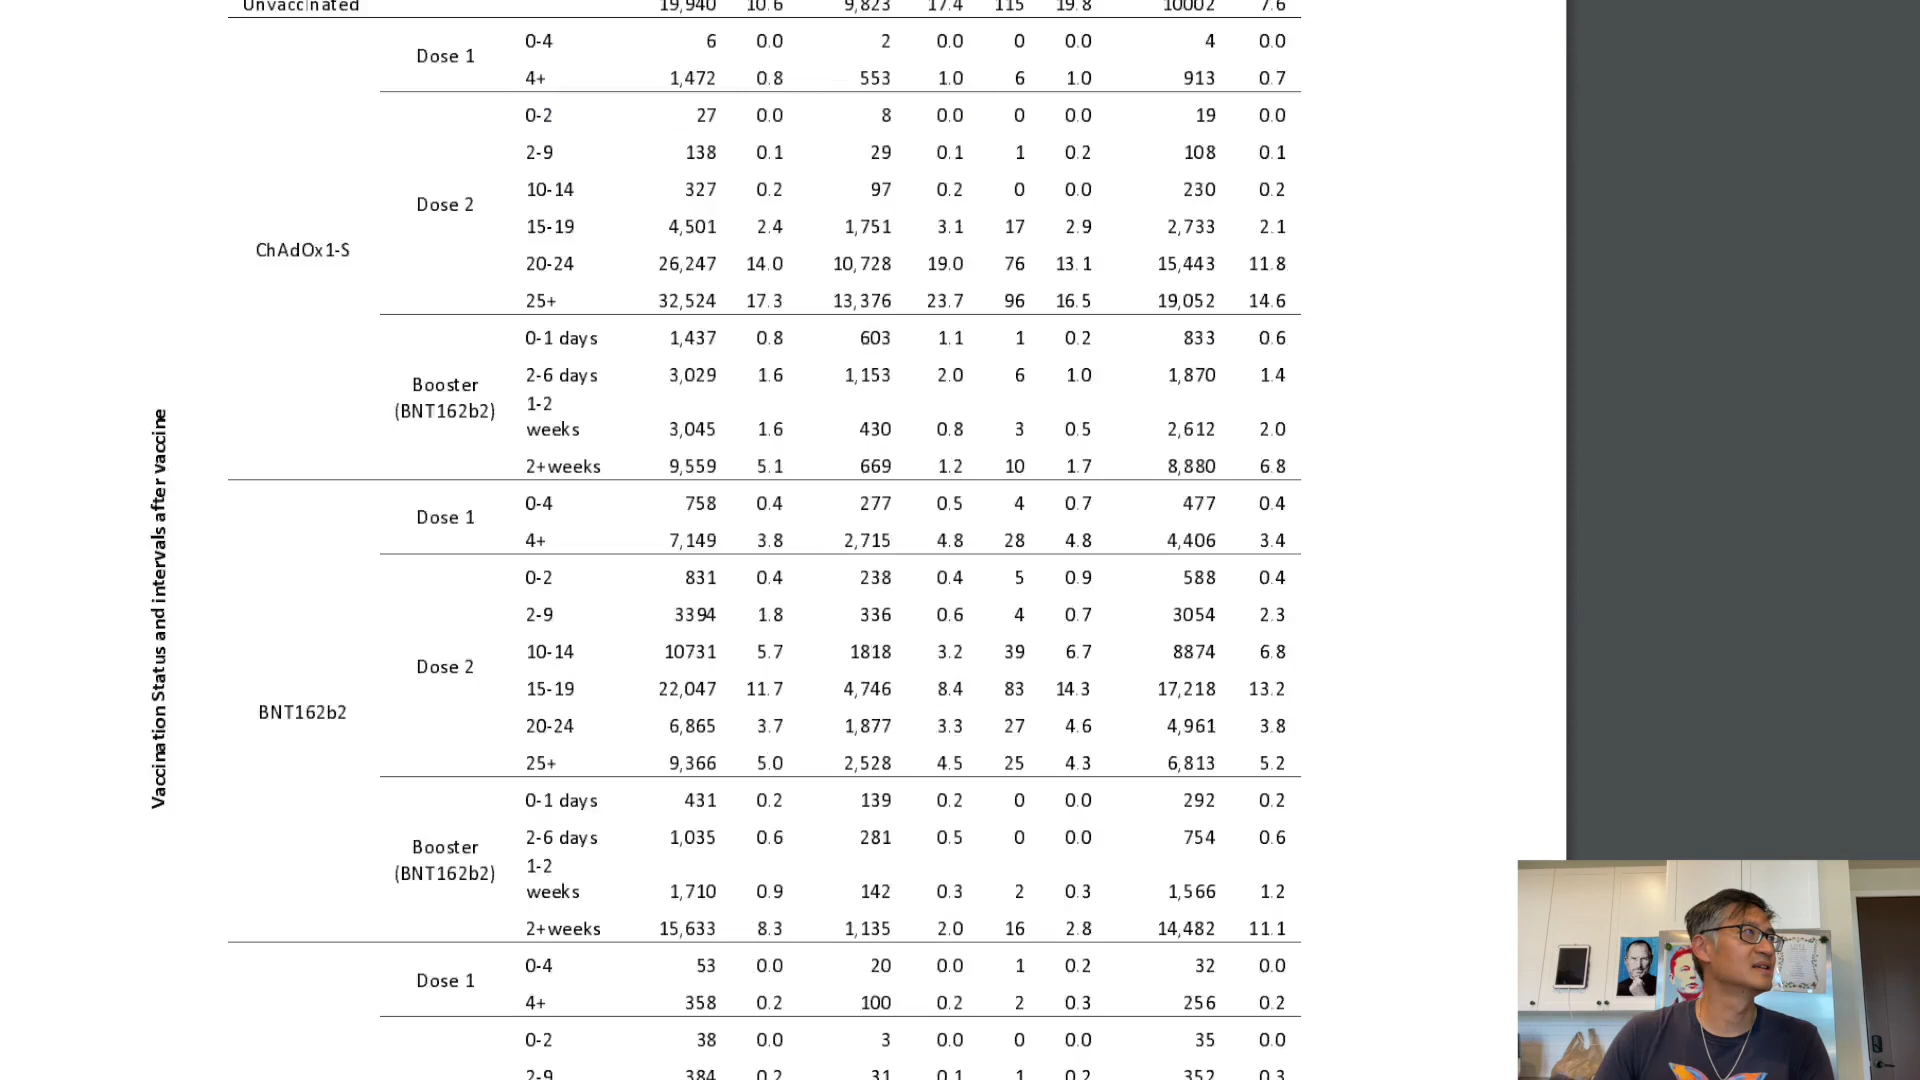 Unvaccinated 19,940 10.6 9,823 17.4 115 19.8 10002 7.6
0-4 6 0.0 2 0.0 0 0.0 4 0.0
Dose 1
4+ 1,472 0.8 553 1.0 6 1.0 913 0.7
0-2 27 0.0 8 0.0 0 0.0 19 0.0
2-9 138 0.1 29 0.1 1 0.2 108 0.1
10-14 327 0.2 97 0.2 0 0.0 230 0.2
Dose 2
15-19 4,501 2.4 1,751 3.1 17 2.9 2,733 2.1
ChAdOx1-S
20-24 26,247 14.0 10,728 19.0 76 13.1 15,443 11.8
25+ 32,524 17.3 13,376 23.7 96 16.5 19,052 14.6
0-1 days 1,437 0.8 603 1.1 1 0.2 833 0.6
2-6 days 3,029 1.6 1,153 2.0 6 1.0 1,870 1.4
Booster
(BNT162b2)
1-2
weeks 3,045 1.6 430 0.8 3 0.5 2,612 2.0
2+weeks 9,559 5.1 669 1.2 10 1.7 8,880 6.8
Vaccination Status and intervals after vaccine
0-4 758 0.4 277 0.5 4 0.7 477 0.4
Dose 1
4+ 7,149 3.8 2,715 4.8 28 4.8 4,406 3.4
0-2 831 0.4 238 0.4 5 0.9 588 0.4
2-9 3394 1.8 336 0.6 4 0.7 3054 2.3
10-14 10731 5.7 1818 3.2 39 6.7 8874 6.8
Dose 2
15-19 22,047 11.7 4,746 8.4 83 14.3 17,218 13.2
BNT162b2
20-24 6,865 3.7 1,877 3.3 27 4.6 4,961 3.8
25+ 9,366 5.0 2,528 4.5 25 4.3 6,813 5.2
0-1 days 431 0.2 139 0.2 0 0.0 292 0.2
2-6 days 1,035 0.6 281 0.5 0 0.0 754 0.6
Booster
(BNT162b2)
1-2
weeks 1,710 0.9 142 0.3 2 0.3 1,566 1.2
2+weeks 15,633 8.3 1,135 2.0 16 2.8 14,482 11.1
0-4 53 0.0 20 0.0 1 0.2 32 0.0
Dose 1
4+ 358 0.2 100 0.2 2 0.3 256 0.2
0-2 38 0.0 3 0.0 0 0.0 35 0.0
2-9 384 0.2 31 0.1 1 0.2 352 0.3